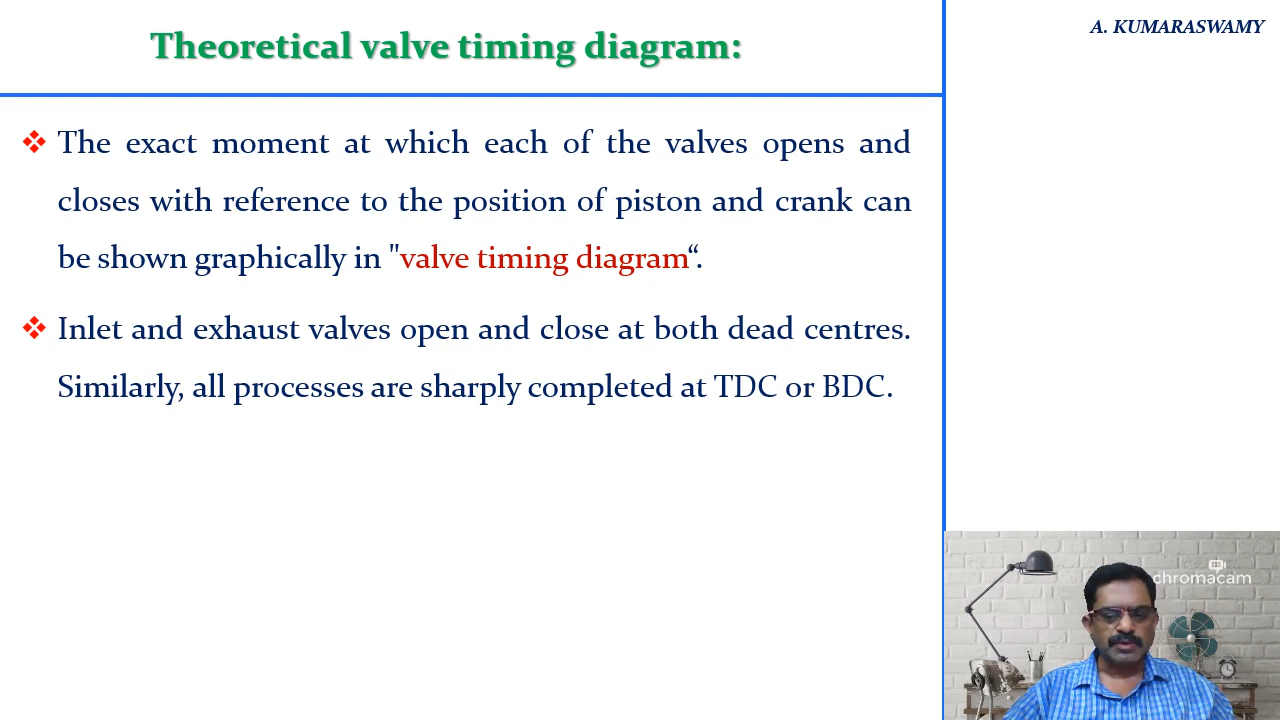 Theoretical valve timing diagram:
A. KUMARASWAMY
The exact moment at which each of the valves opens and
closes with reference to the position of piston and crank can
be shown graphically in "valve timing diagram“.
Inlet and exhaust valves open and close at both dead centres.
Similarly, all processes are sharply completed at TDC or BDC.
chromacam